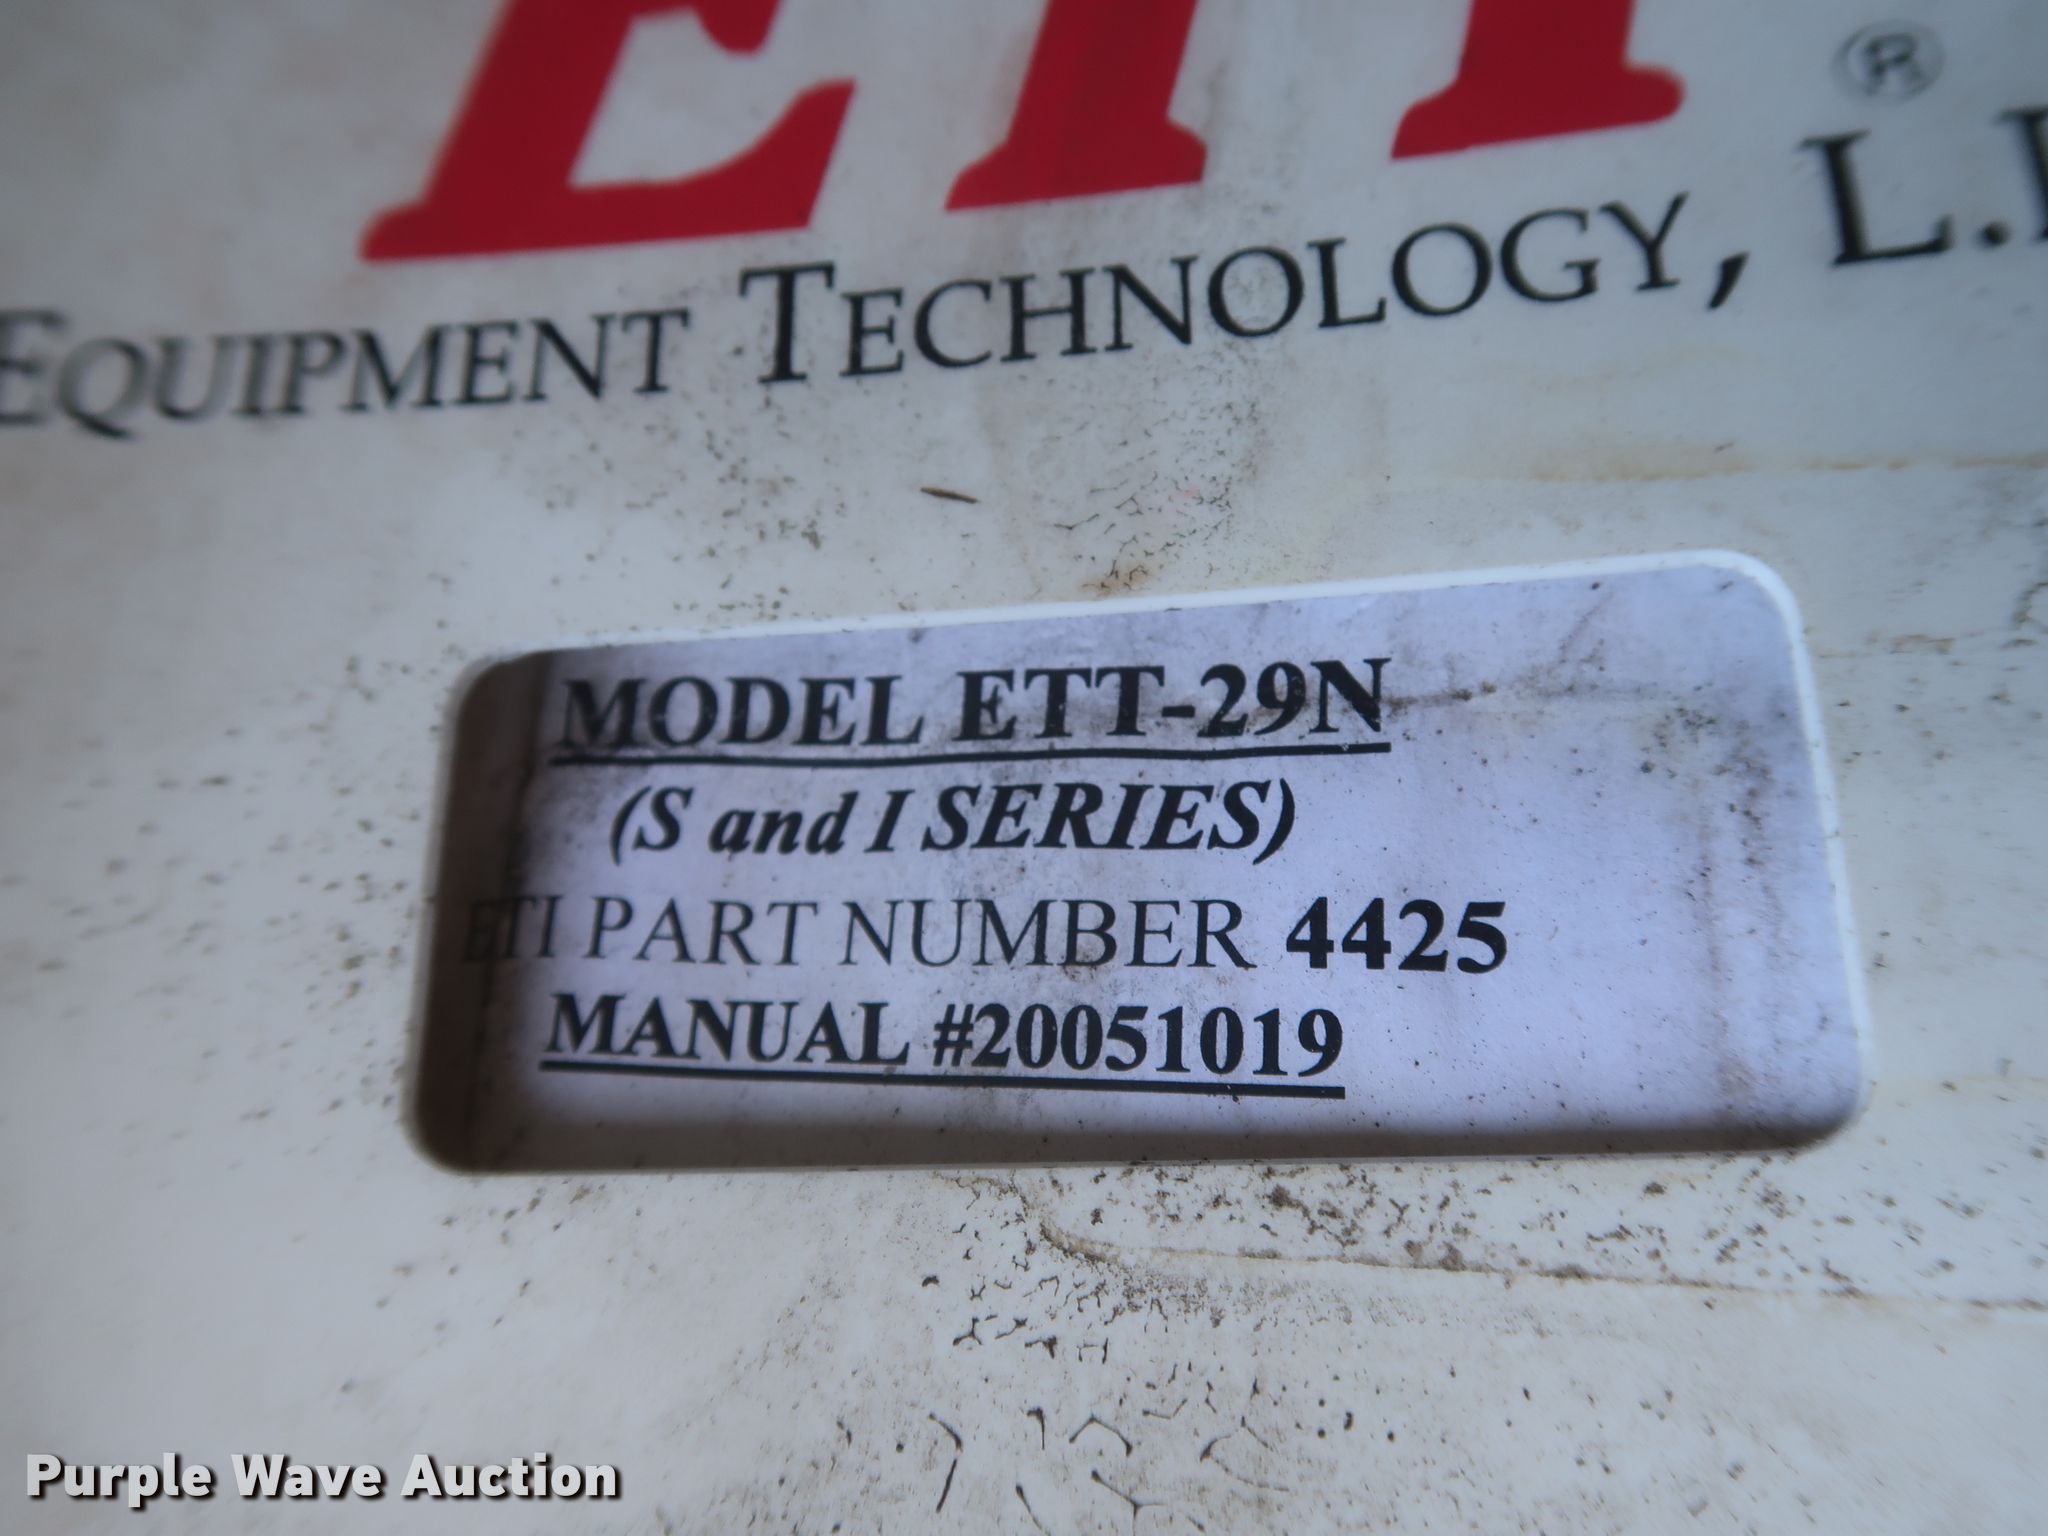 ETI ®
EQUIPMENT TECHNOLOGY,
MODEL ETT-29N
(S and I SERIES)
ETI PART NUMBER 4425
MANUAL #20051019
Purple Wave Auction